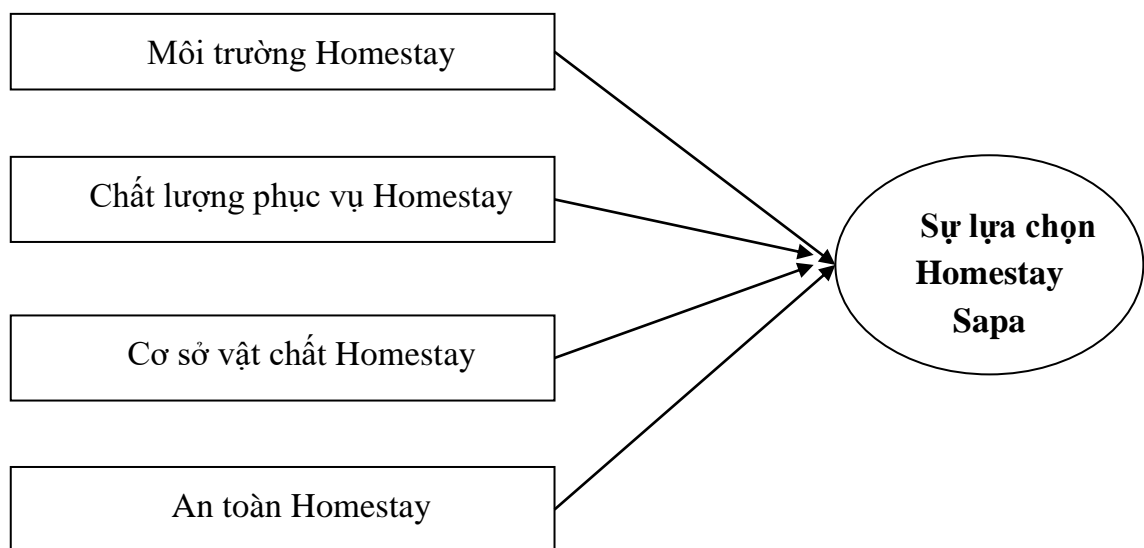 Môi trường Homestay
Chất lượng phục vụ Homestay
Cơ sở vật chất Homestay
An toàn Homestay
Sự lựa chọn
Homestay
Sapa